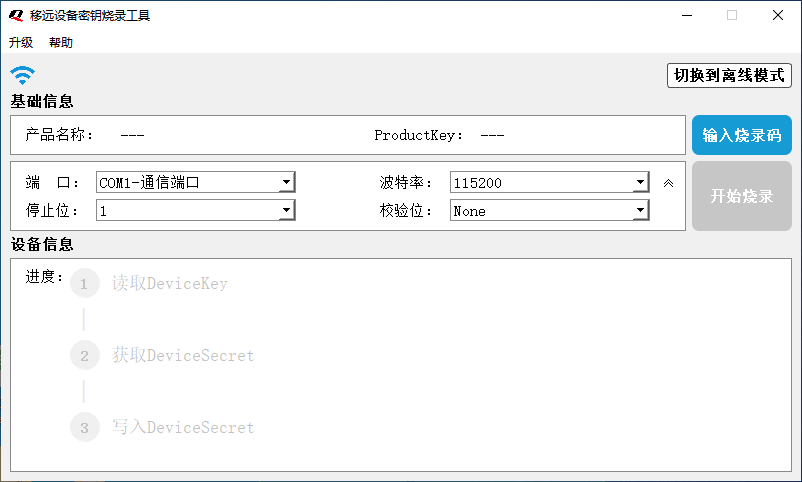 移远设备密钥烧录工具
升级 帮助
切换到离线模式
基础信息
产品名称： --- ProductKey： --- 输入烧录码
端 口： COM1-通信端口 波特率： 115200
开始烧录
停止位： 1 校验位： None
设备信息
进度： 1 读取DeviceKey
2 获取DeviceSecret
3 写入DeviceSecret